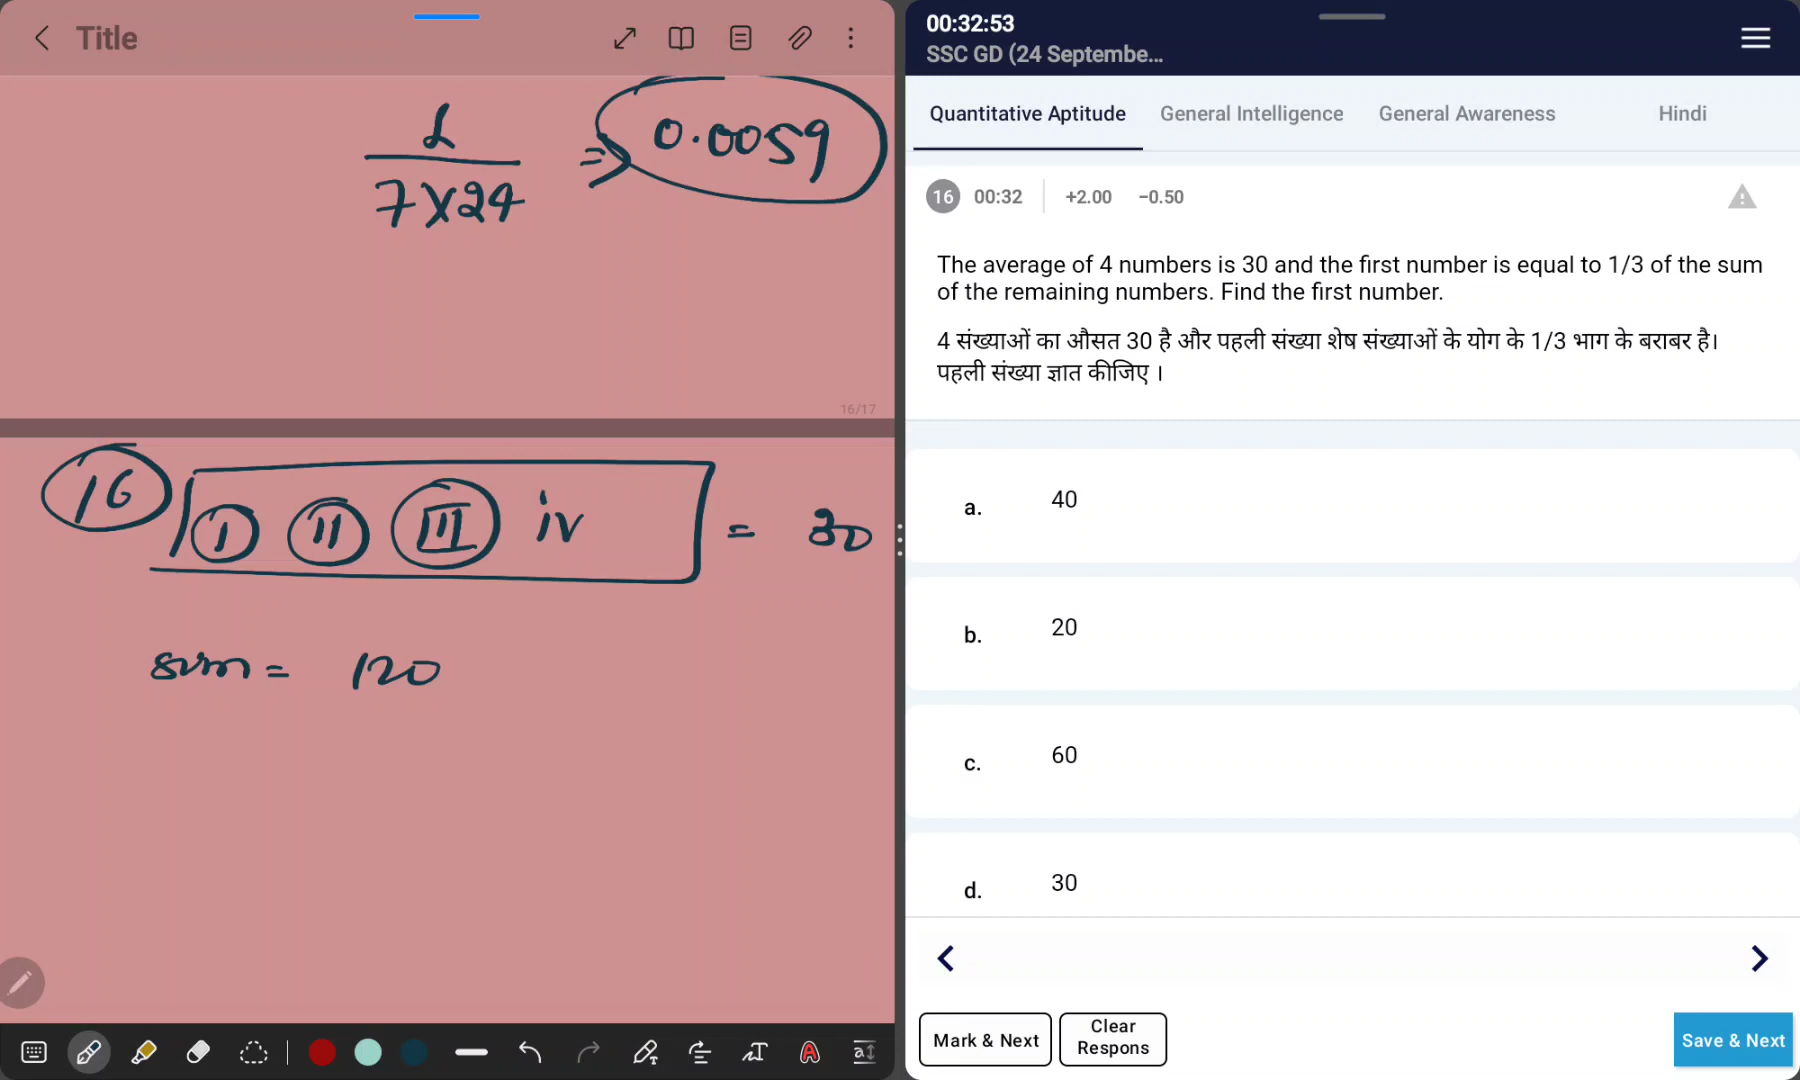 Title
1
7×24
⇒ 0.0059
16/17
16
I II III iv = 30
sum = 120
00:32:53
SSC GD (24 Septembe...
Quantitative Aptitude General Intelligence General Awareness Hindi
16 00:32 +2.00 −0.50
The average of 4 numbers is 30 and the first number is equal to 1/3 of the sum
of the remaining numbers. Find the first number.
4 संख्याओं का औसत 30 है और पहली संख्या शेष संख्याओं के योग के 1/3 भाग के बराबर है।
पहली संख्या ज्ञात कीजिए ।
a. 40
b. 20
c. 60
d. 30
Mark & Next
Clear
Respons
Save & Next